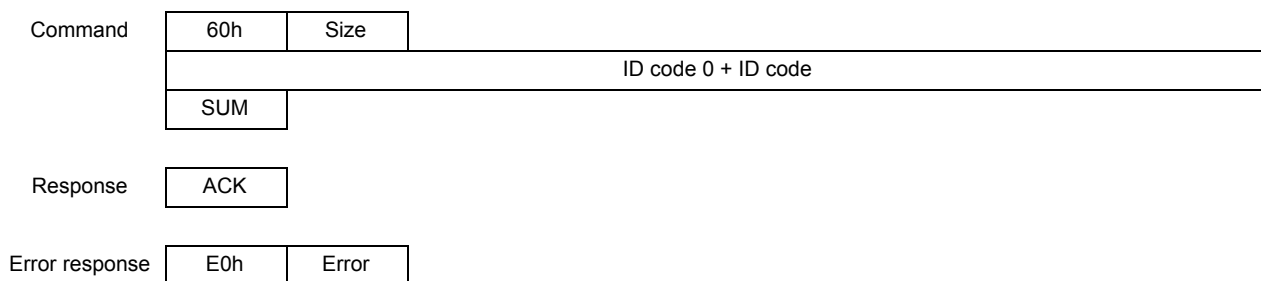 Command 60h Size
ID code 0 + ID code
SUM
Response ACK
Error response E0h Error